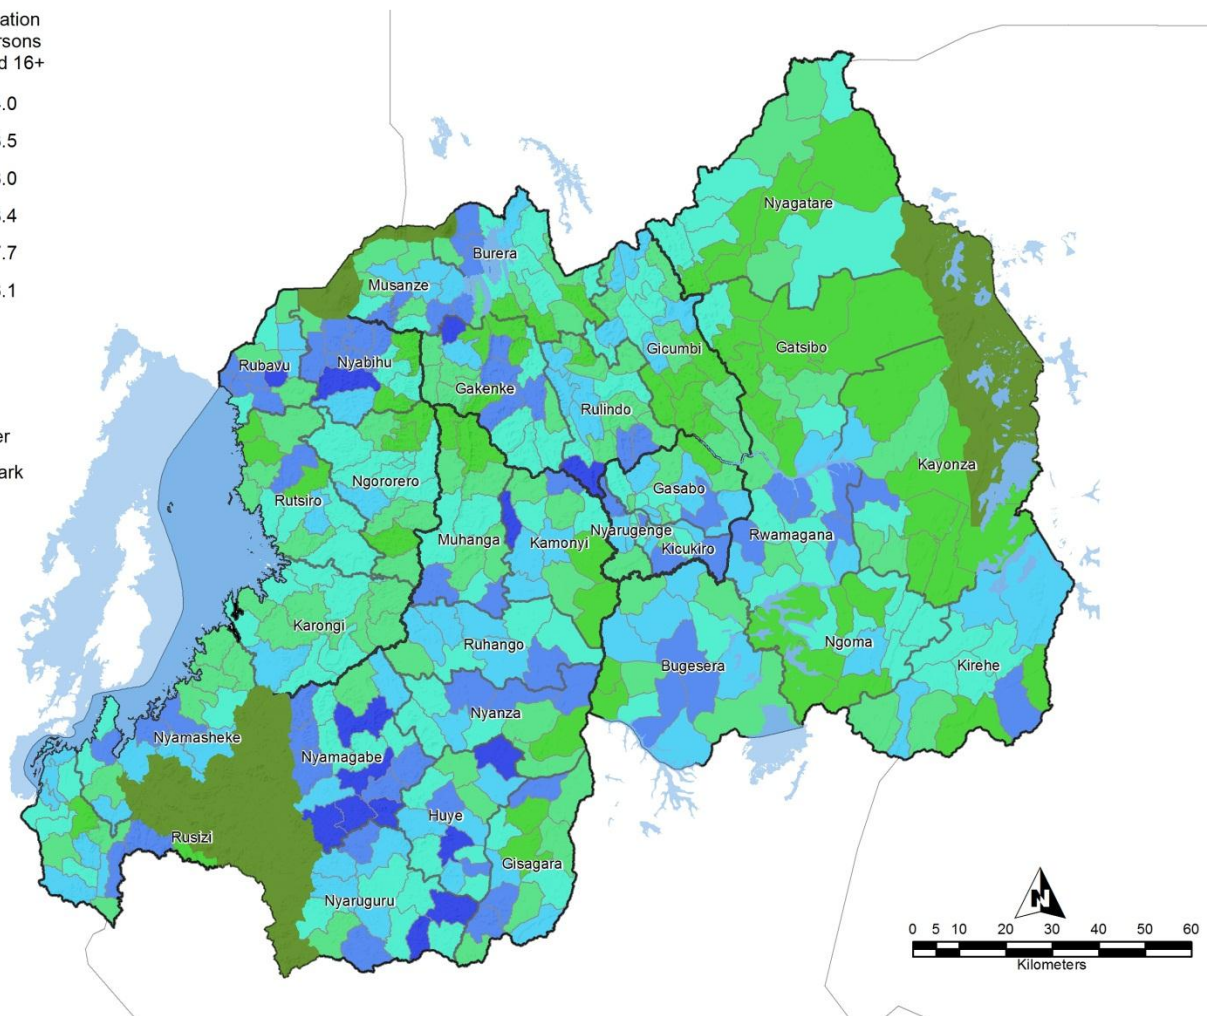 ation
rsons
d 16+
.0
.5
.0
.4
.7
.1
er
ark
Nyagatare
Burera
Musanze
Gicumbi
Gatsibo
Rubavu
Nyabihu
Gakenke
Rulindo
Kayonza
Ngororero
Rutsiro
Gasabo
Muhanga
Kamonyi
Nyarugenge
Kicukiro
Rwamagana
Karongi
Ruhango
Bugesera
Ngoma
Kirehe
Nyanza
Nyamasheke
Nyamagabe
Huye
Rusizi
Gisagara
Nyaruguru
N
0 5 10 20 30 40 50 60
Kilometers